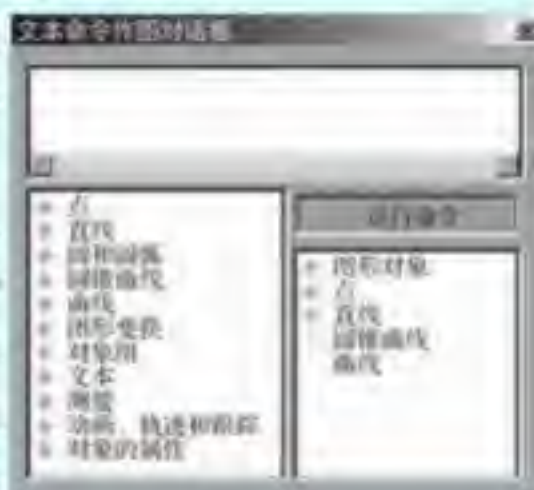 文本命令作图对话框
点
直线
圆和圆弧
圆锥曲线
曲线
图形变换
对象组
文本
测量
动画、轨迹和跟踪
对象的属性
运行命令
图形对象
点
直线
圆锥曲线
曲线